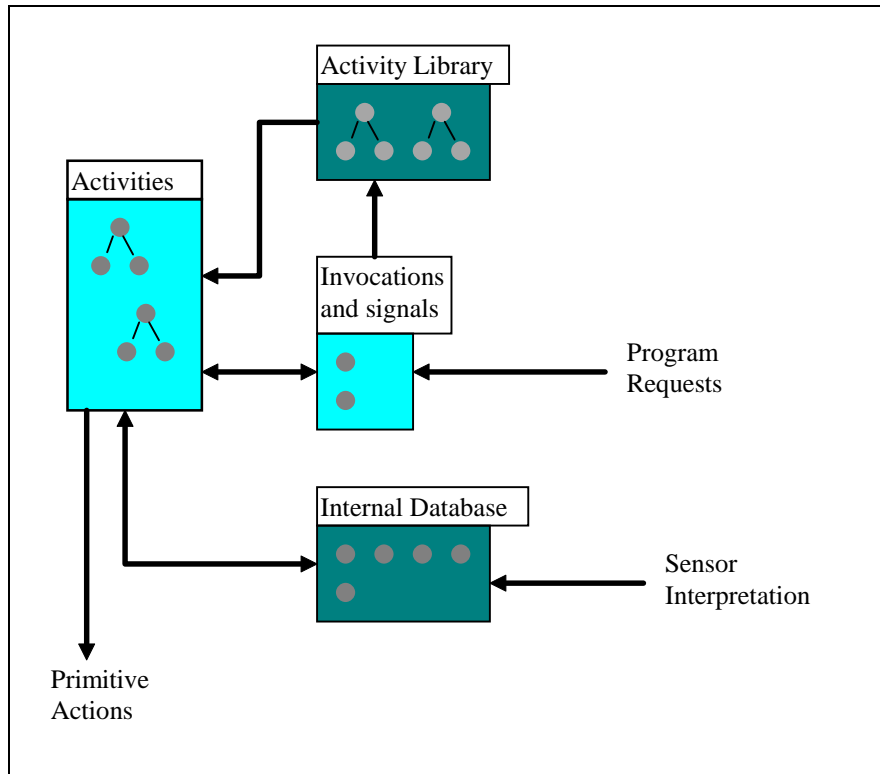 Activity Library
Activities
Invocations
and signals
Program
Requests
Internal Database
Sensor
Interpretation
Primitive
Actions